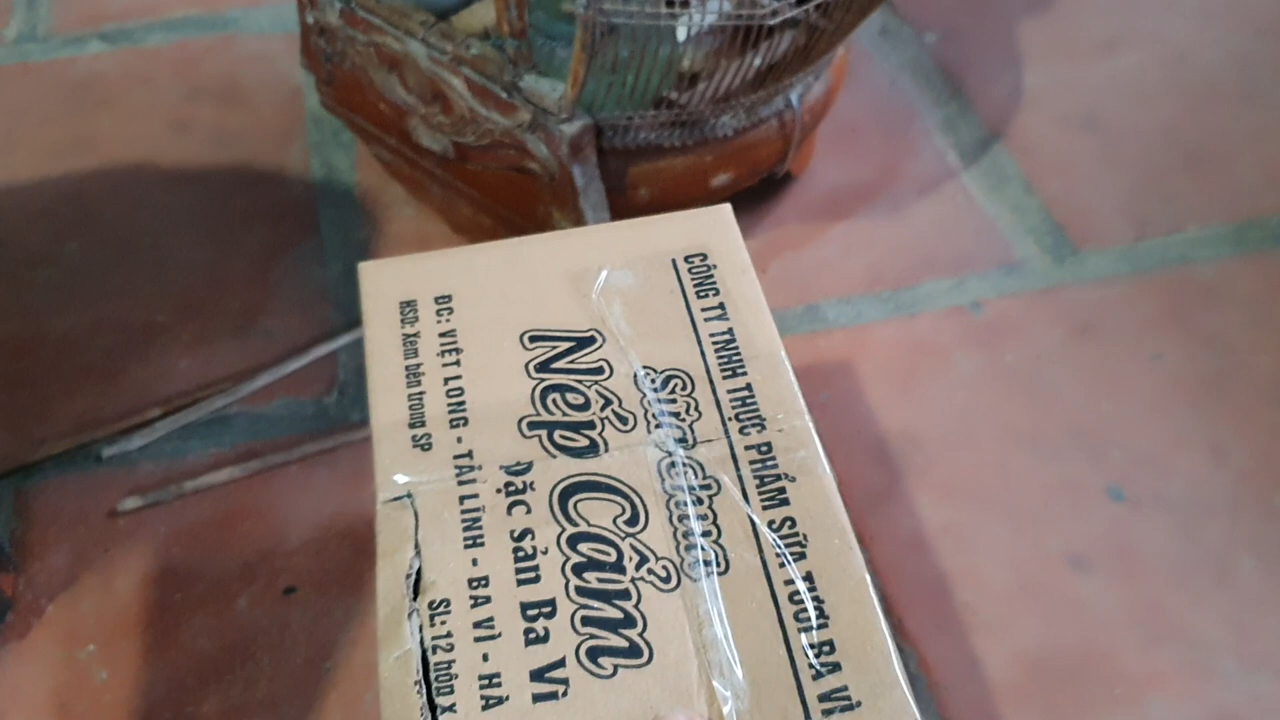 CÔNG TY TNHH THỰC PHẨM SỮA TƯƠI BA VÌ
Sữa chua
Nếp Cẩm
Đặc sản Ba Vì
ĐC: VIỆT LONG - TẢ LĨNH - BA VÌ - HÀ
HSD: Xem bên trong SP
SL: 12 hộp X